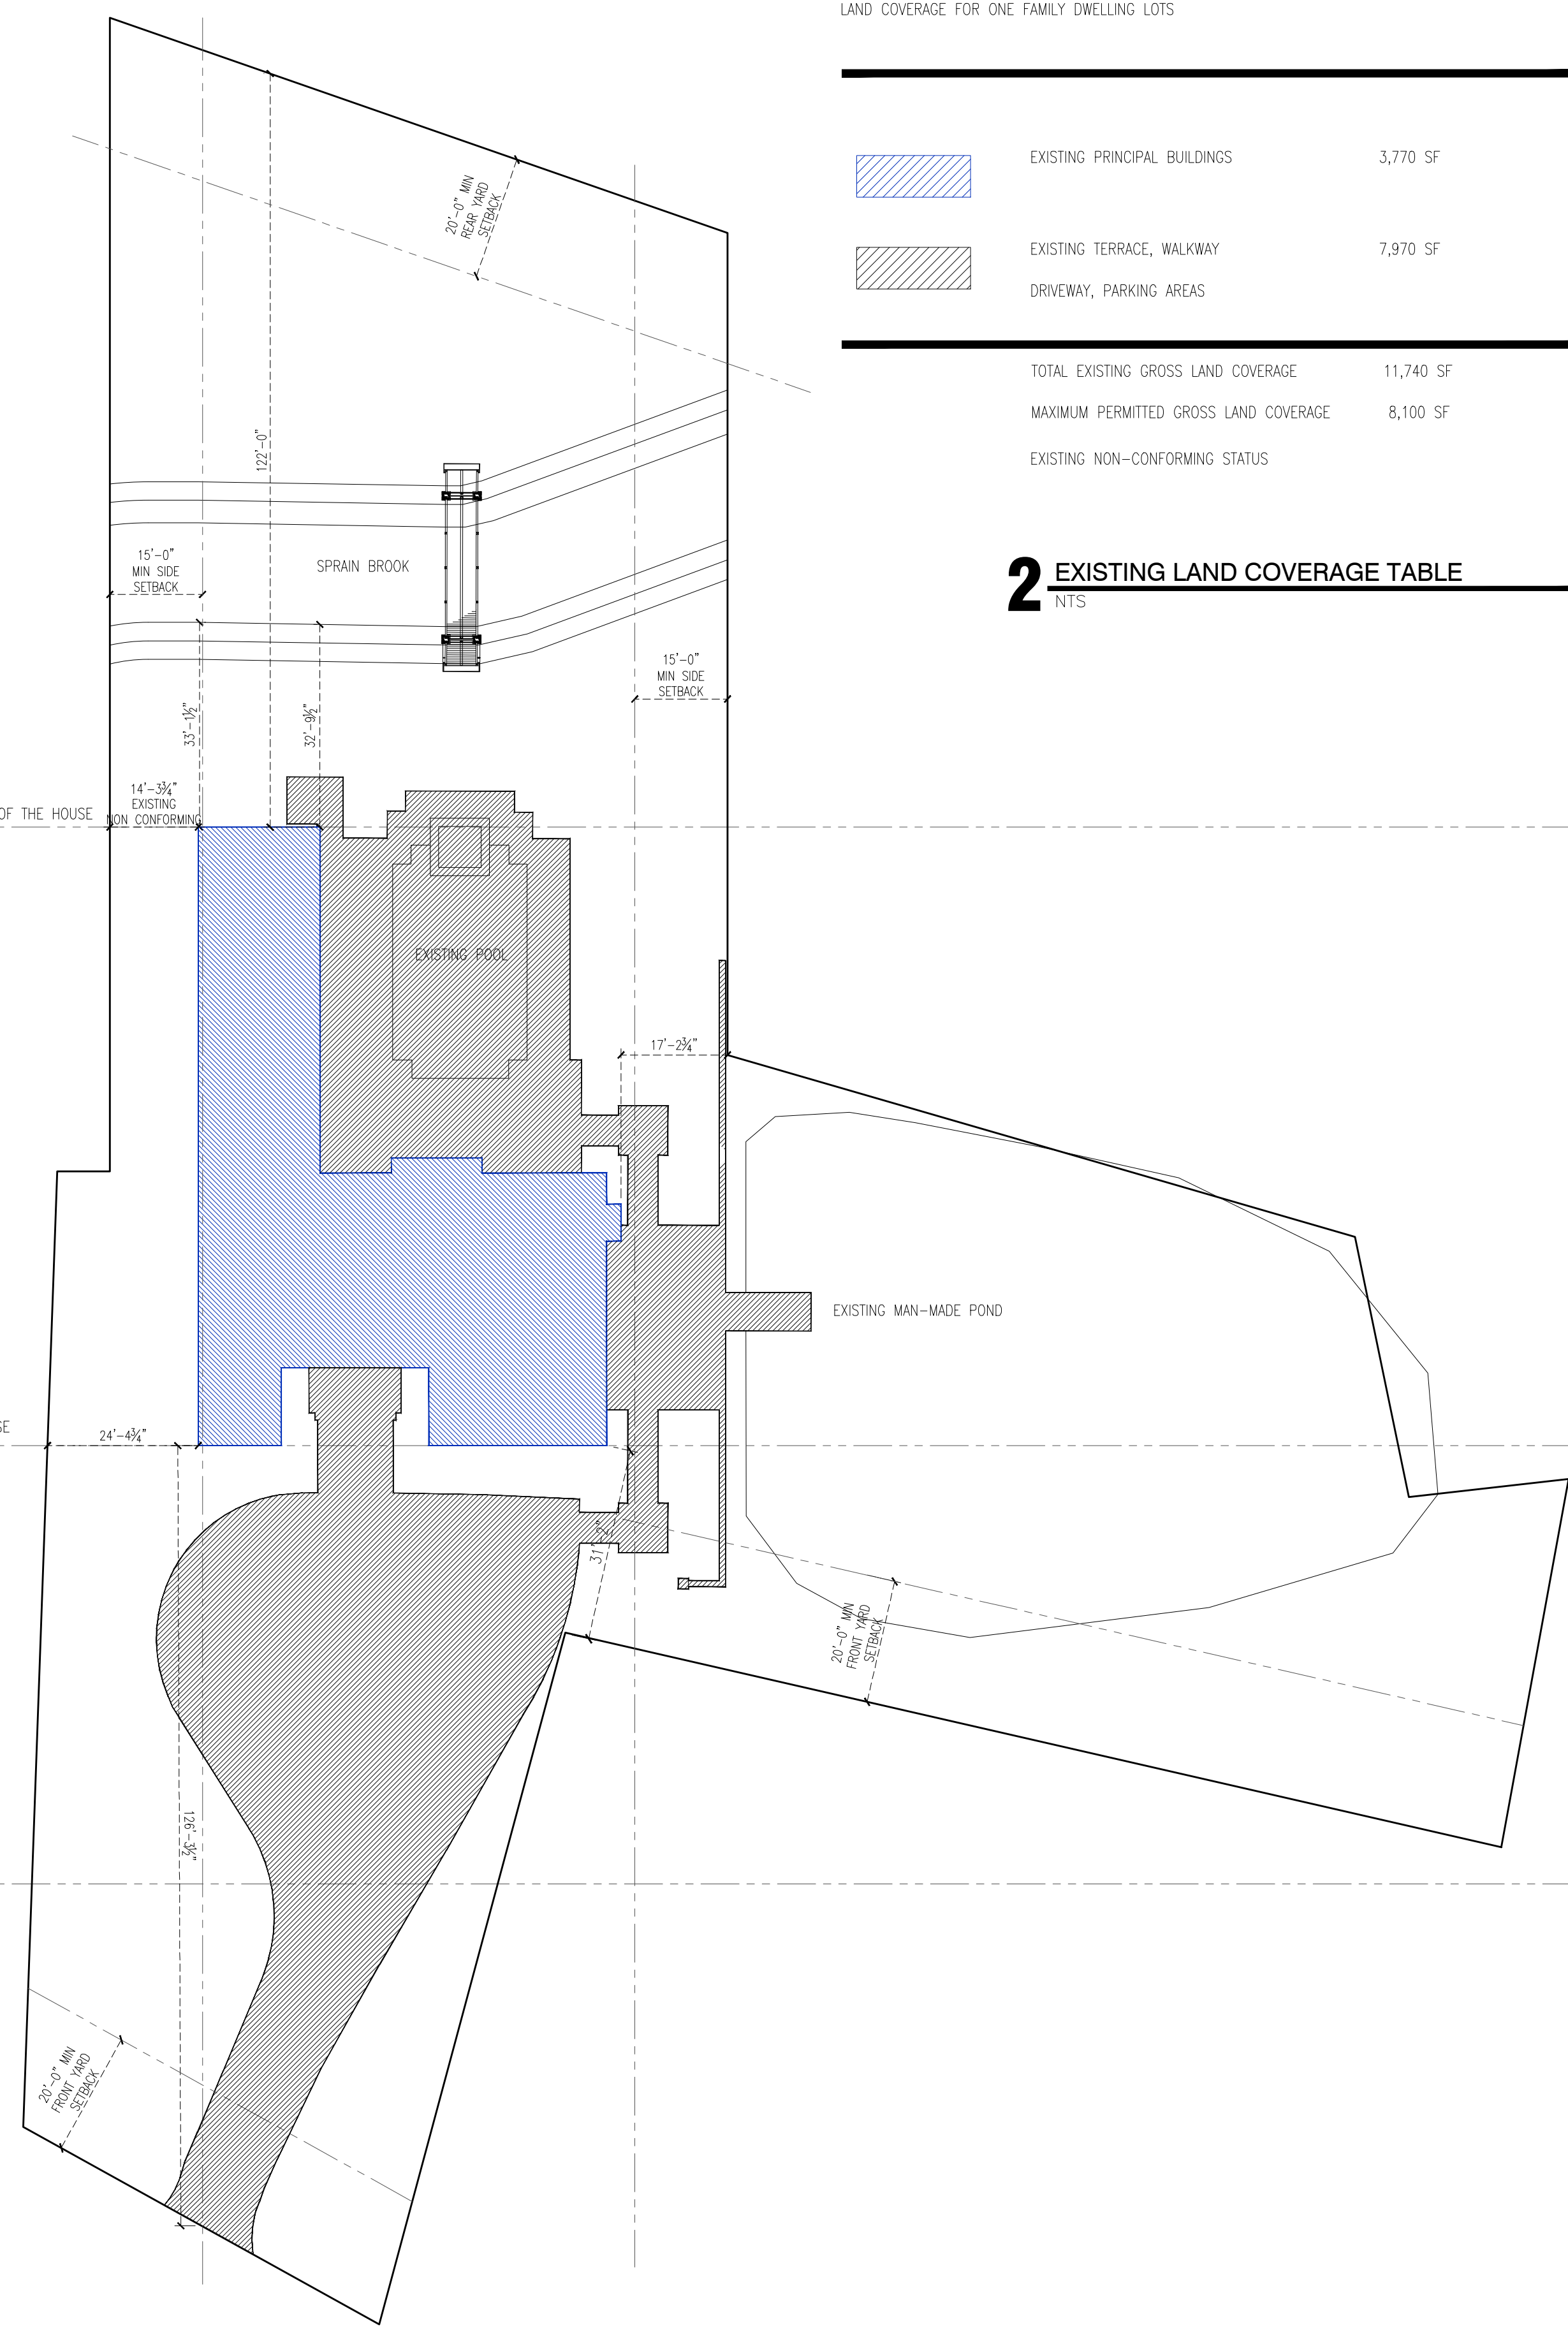 LAND COVERAGE FOR ONE FAMILY DWELLING LOTS
EXISTING PRINCIPAL BUILDINGS 3,770 SF
EXISTING TERRACE, WALKWAY 7,970 SF
DRIVEWAY, PARKING AREAS
TOTAL EXISTING GROSS LAND COVERAGE 11,740 SF
MAXIMUM PERMITTED GROSS LAND COVERAGE 8,100 SF
EXISTING NON-CONFORMING STATUS
2 EXISTING LAND COVERAGE TABLE
NTS
20'-0" MIN
REAR YARD
SETBACK
122'-0"
15'-0"
MIN SIDE
SETBACK
SPRAIN BROOK
15'-0"
MIN SIDE
SETBACK
33'-1½"
32'-9½"
14'-3¾"
EXISTING
NON CONFORMING
OF THE HOUSE
EXISTING POOL
17'-2¾"
EXISTING MAN-MADE POND
SE
24'-4¾"
31'-2"
20'-0" MIN
FRONT YARD
SETBACK
126'-3½"
20'-0" MIN
FRONT YARD
SETBACK